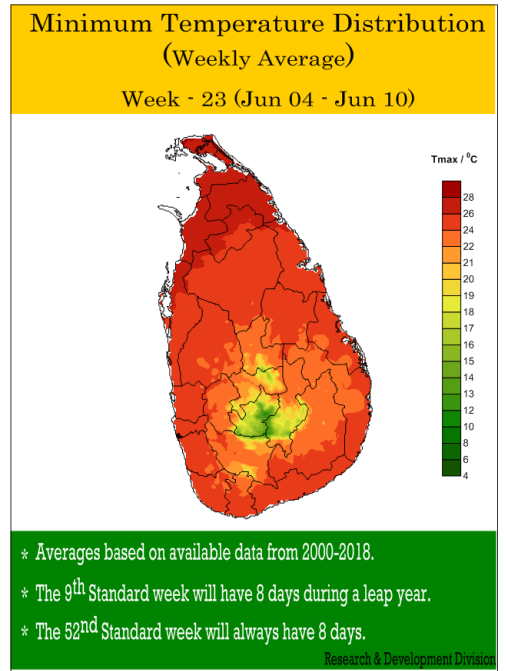 Minimum Temperature Distribution
(Weekly Average)
Week - 23 (Jun 04 - Jun 10)
Tmax / ⁰C
28
26
24
22
21
20
19
18
17
16
15
14
13
12
10
8
6
4
* Averages based on available data from 2000-2018.
* The 9th Standard week will have 8 days during a leap year.
* The 52nd Standard week will always have 8 days.
Research & Development Division